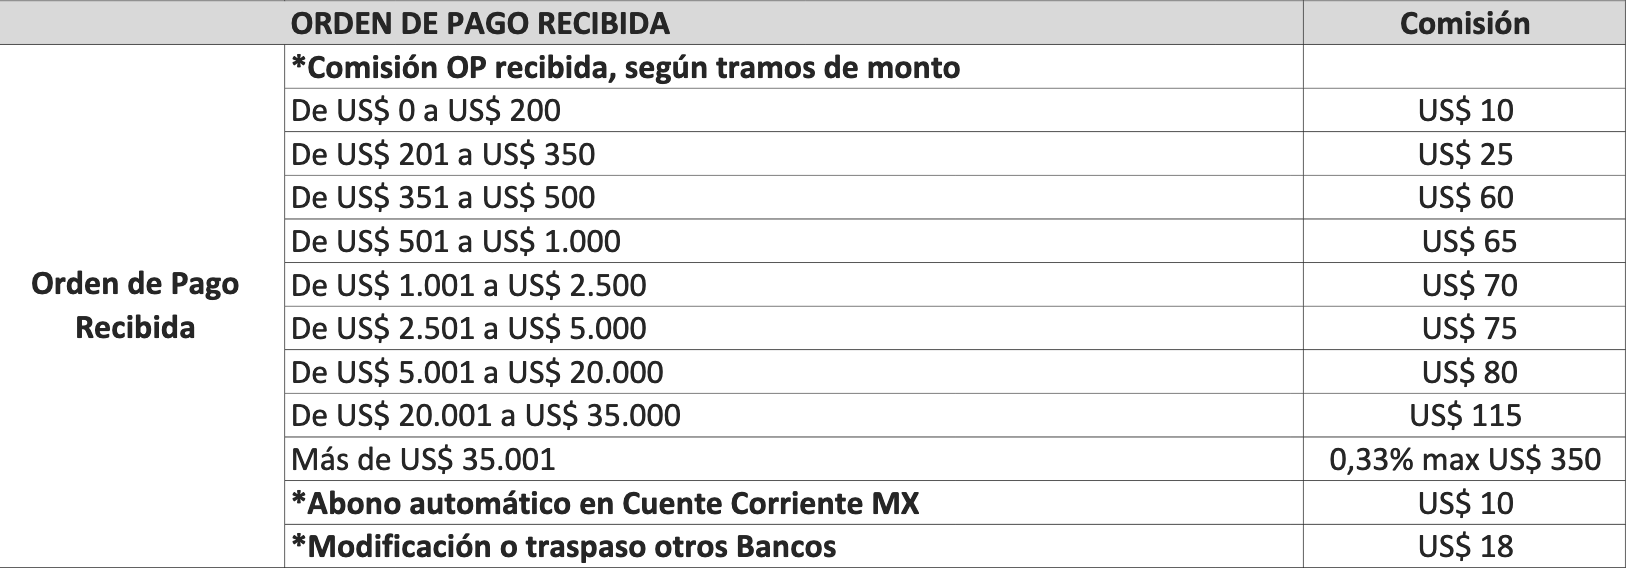 ORDEN DE PAGO RECIBIDA Comisión
Orden de Pago
Recibida
*Comisión OP recibida, según tramos de monto
De US$ 0 a US$ 200 US$ 10
De US$ 201 a US$ 350 US$ 25
De US$ 351 a US$ 500 US$ 60
De US$ 501 a US$ 1.000 US$ 65
De US$ 1.001 a US$ 2.500 US$ 70
De US$ 2.501 a US$ 5.000 US$ 75
De US$ 5.001 a US$ 20.000 US$ 80
De US$ 20.001 a US$ 35.000 US$ 115
Más de US$ 35.001 0,33% max US$ 350
*Abono automático en Cuente Corriente MX US$ 10
*Modificación o traspaso otros Bancos US$ 18